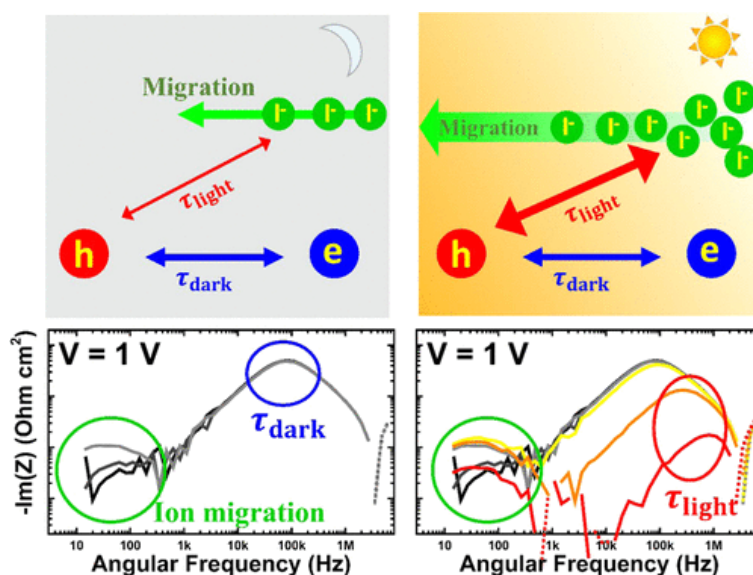 Migration
I- I- I-
τlight
h
e
τdark
Migration
I- I- I- I- I- I- I- I-
τlight
h
e
τdark
-Im(Z) (Ohm cm²)
V = 1 V
τdark
Ion migration
10 100 1k 10k 100k 1M
Angular Frequency (Hz)
V = 1 V
τlight
10 100 1k 10k 100k 1M
Angular Frequency (Hz)